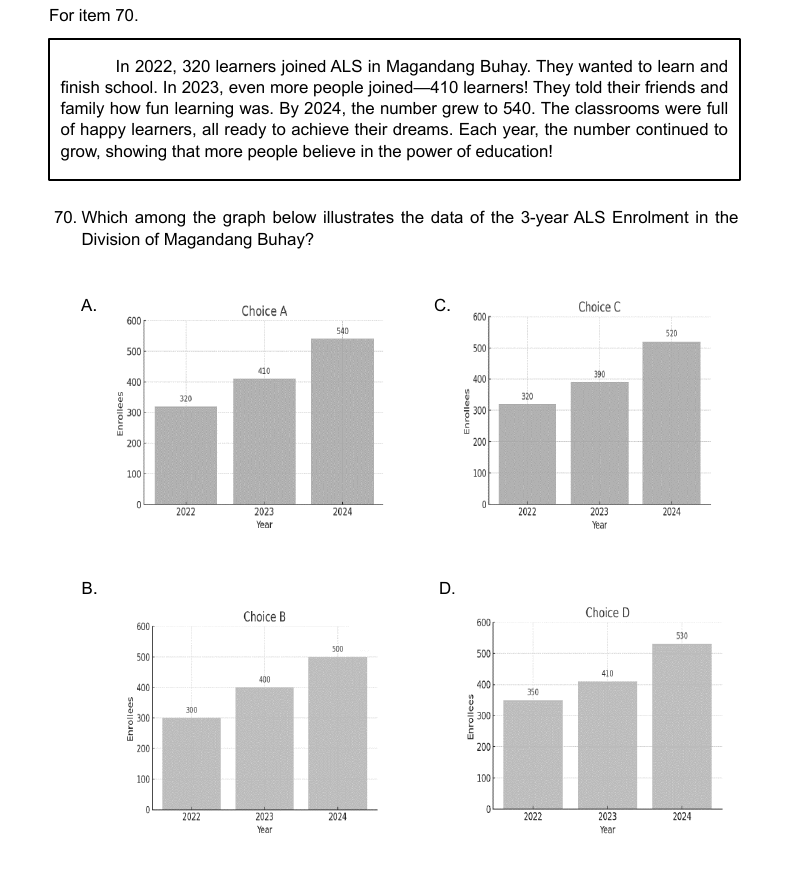 For item 70.
In 2022, 320 learners joined ALS in Magandang Buhay. They wanted to learn and
finish school. In 2023, even more people joined—410 learners! They told their friends and
family how fun learning was. By 2024, the number grew to 540. The classrooms were full
of happy learners, all ready to achieve their dreams. Each year, the number continued to
grow, showing that more people believe in the power of education!
70. Which among the graph below illustrates the data of the 3-year ALS Enrolment in the
Division of Magandang Buhay?
A.
Choice A
600
500
400
300
200
100
0
Enrollees
320
410
540
2022
2023
2024
Year
C.
Choice C
600
500
400
300
200
100
0
Enrollees
320
390
520
2022
2023
2024
Year
B.
Choice B
600
500
400
300
200
100
0
Enrollees
300
400
500
2022
2023
2024
Year
D.
Choice D
600
500
400
300
200
100
0
Enrollees
350
410
530
2022
2023
2024
Year